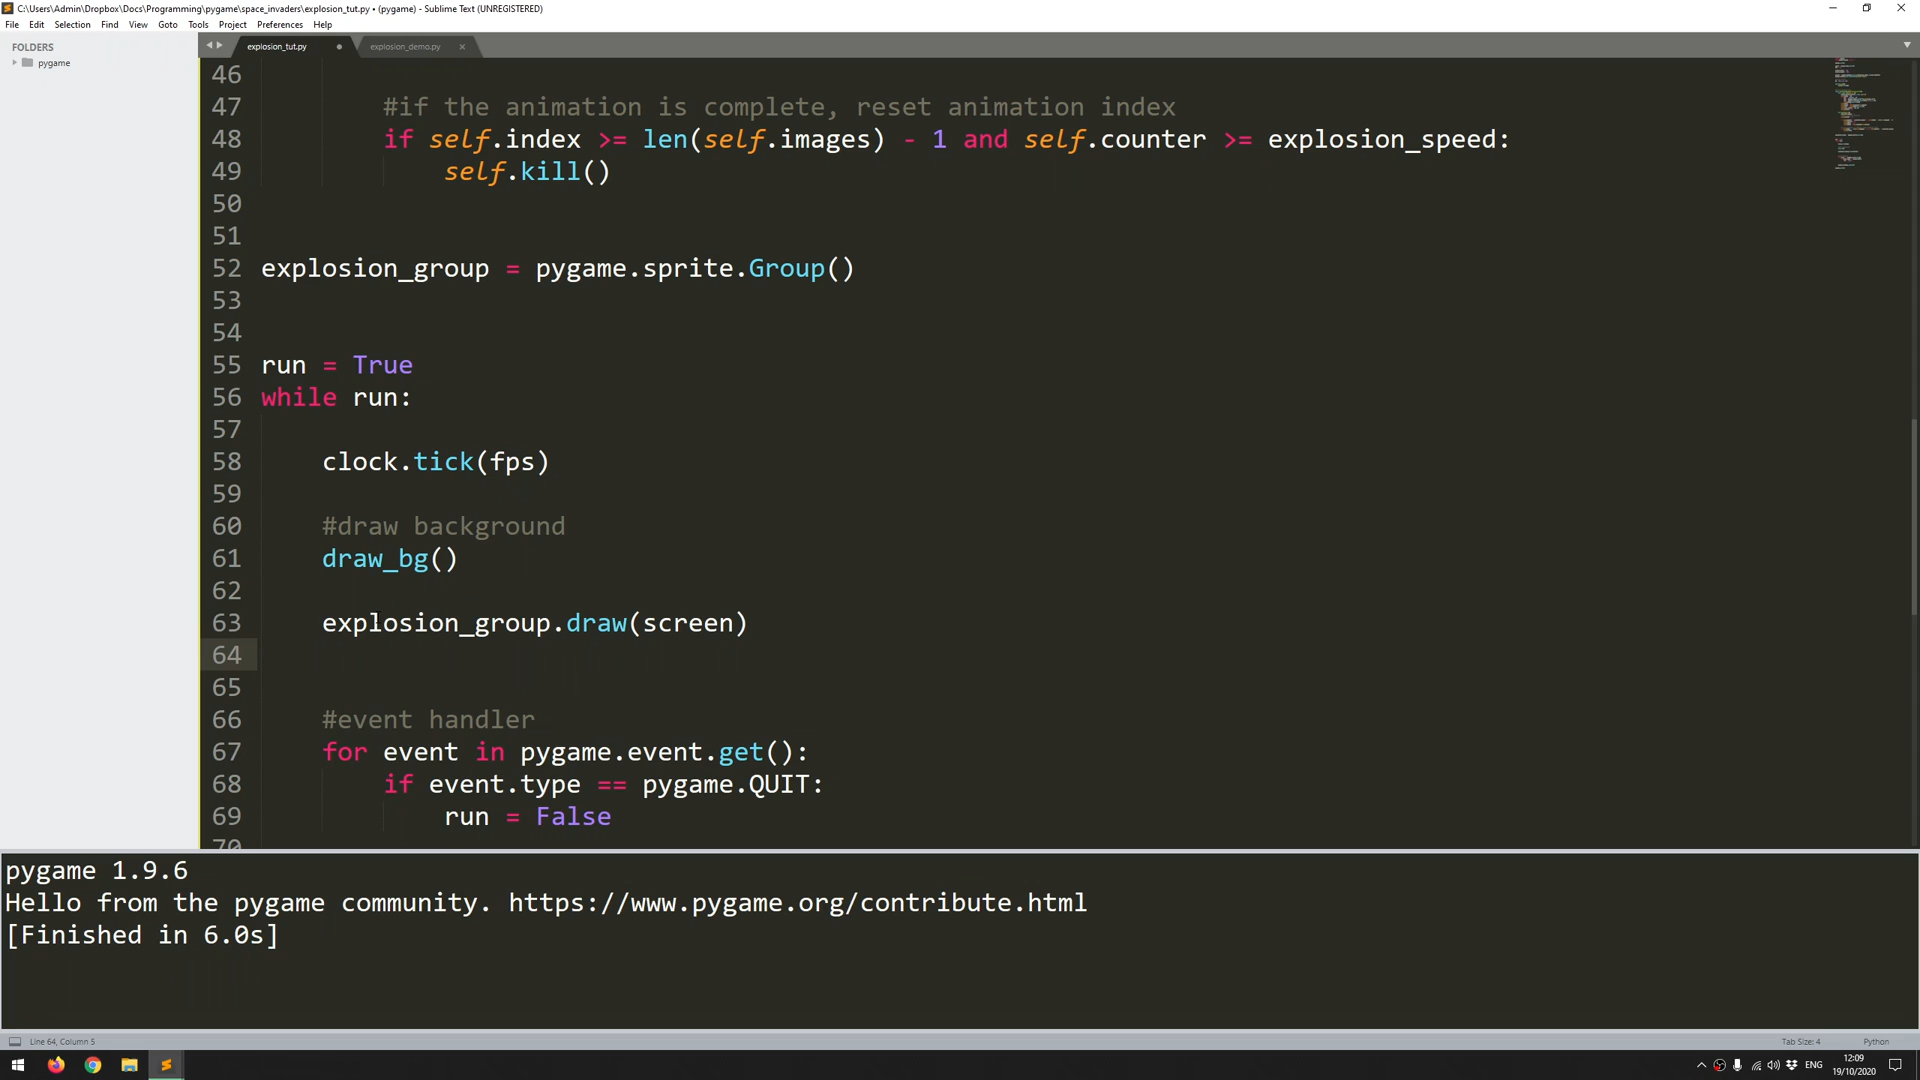 C:\Users\Admin\Dropbox\Docs\Programming\pygame\space_invaders\explosion_tut.py • (pygame) - Sublime Text (UNREGISTERED)
File Edit Selection Find View Goto Tools Project Preferences Help
FOLDERS
pygame
explosion_tut.py
explosion_demo.py
46
47 #if the animation is complete, reset animation index
48 if self.index >= len(self.images) - 1 and self.counter >= explosion_speed:
49 self.kill()
50
51
52 explosion_group = pygame.sprite.Group()
53
54
55 run = True
56 while run:
57
58 clock.tick(fps)
59
60 #draw background
61 draw_bg()
62
63 explosion_group.draw(screen)
64
65
66 #event handler
67 for event in pygame.event.get():
68 if event.type == pygame.QUIT:
69 run = False
70
pygame 1.9.6
Hello from the pygame community. https://www.pygame.org/contribute.html
[Finished in 6.0s]
Line 64, Column 5
Tab Size: 4
Python
ENG
12:09
19/10/2020